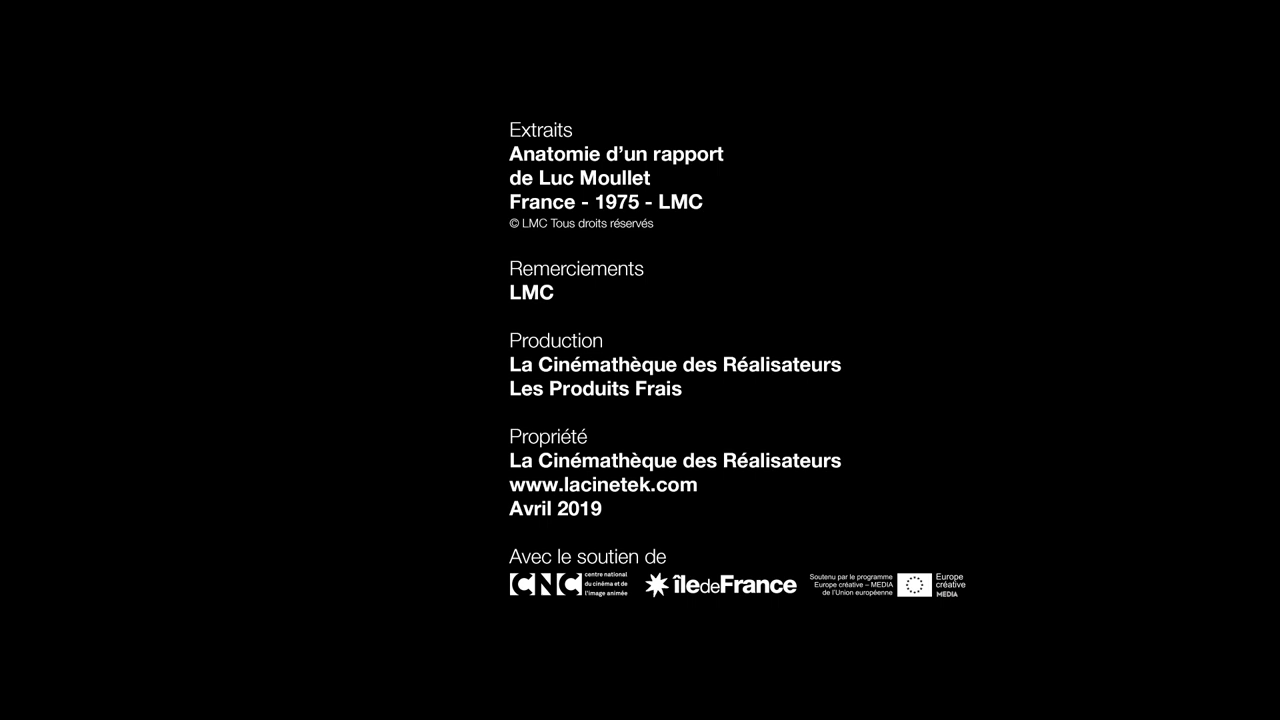 Extraits
Anatomie d’un rapport
de Luc Moullet
France - 1975 - LMC
© LMC Tous droits réservés
Remerciements
LMC
Production
La Cinémathèque des Réalisateurs
Les Produits Frais
Propriété
La Cinémathèque des Réalisateurs
www.lacinetek.com
Avril 2019
Avec le soutien de
CNC
centre national
du cinéma et de
l’image animée
îledeFrance
Soutenu par le programme
Europe créative – MEDIA
de l’Union européenne
Europe
créative
MEDIA